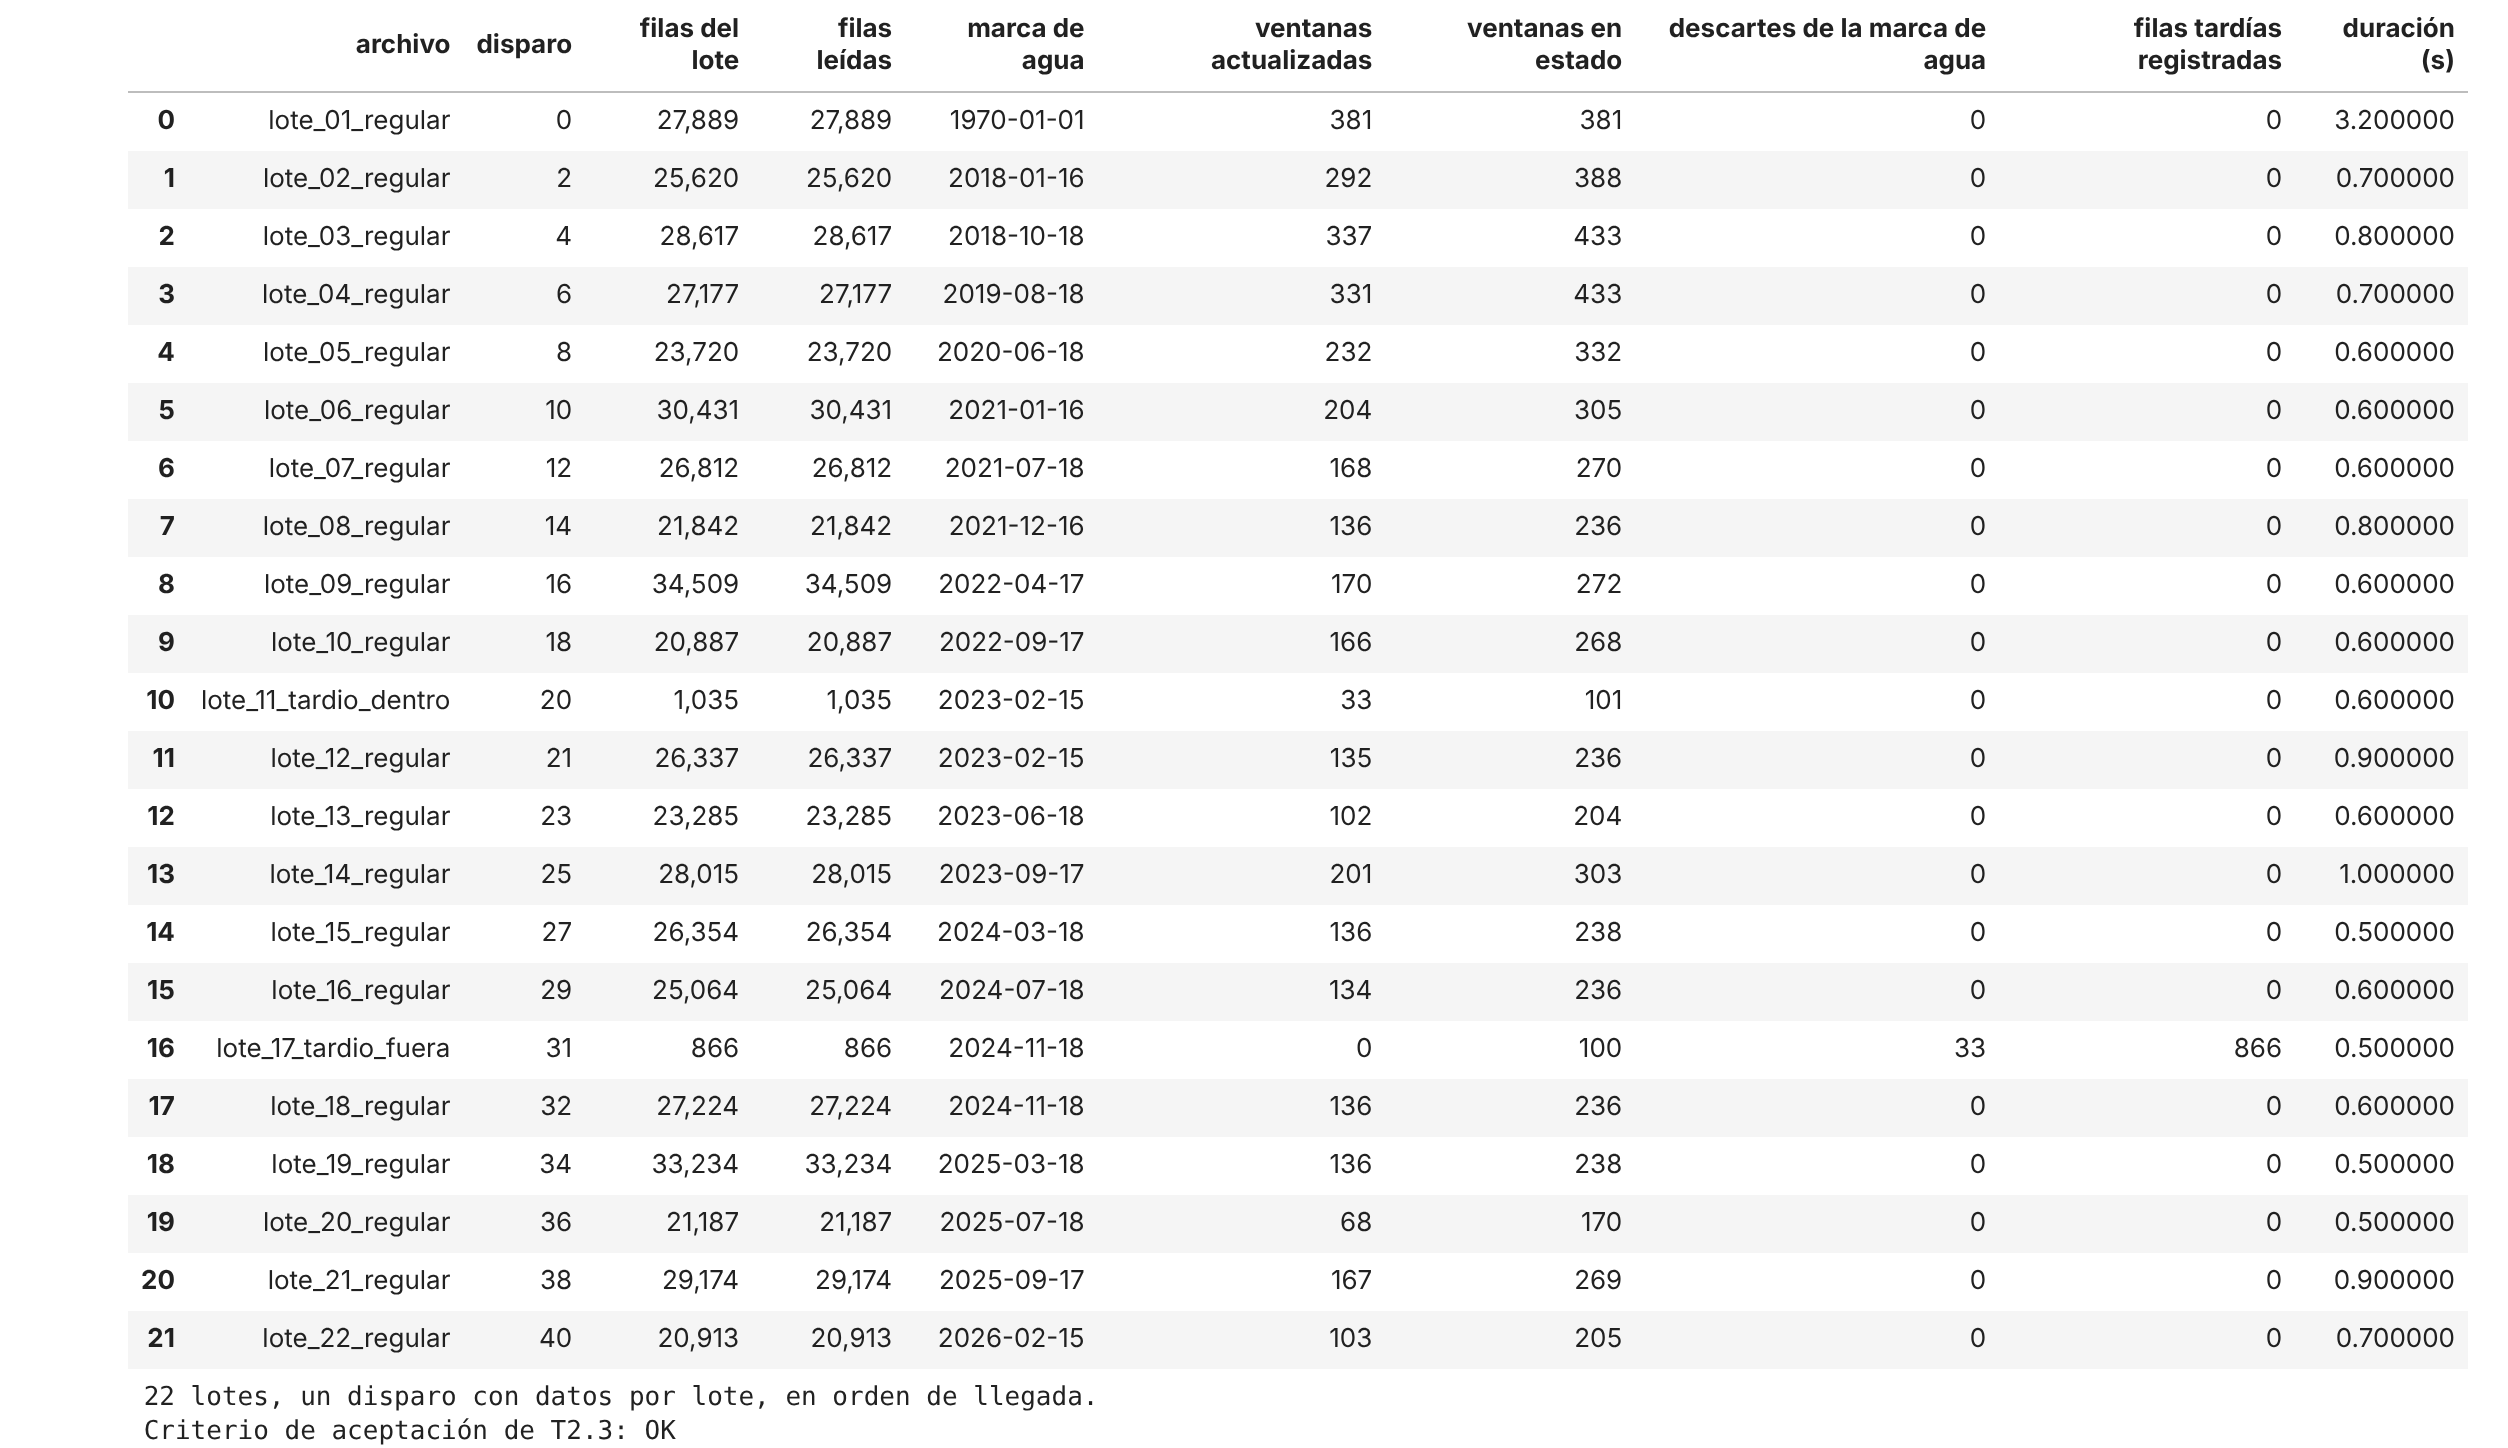 archivo disparo filas del lote filas leídas marca de agua ventanas actualizadas ventanas en estado descartes de la marca de agua filas tardías registradas duración (s)
0 lote_01_regular 0 27,889 27,889 1970-01-01 381 381 0 0 3.200000
1 lote_02_regular 2 25,620 25,620 2018-01-16 292 388 0 0 0.700000
2 lote_03_regular 4 28,617 28,617 2018-10-18 337 433 0 0 0.800000
3 lote_04_regular 6 27,177 27,177 2019-08-18 331 433 0 0 0.700000
4 lote_05_regular 8 23,720 23,720 2020-06-18 232 332 0 0 0.600000
5 lote_06_regular 10 30,431 30,431 2021-01-16 204 305 0 0 0.600000
6 lote_07_regular 12 26,812 26,812 2021-07-18 168 270 0 0 0.600000
7 lote_08_regular 14 21,842 21,842 2021-12-16 136 236 0 0 0.800000
8 lote_09_regular 16 34,509 34,509 2022-04-17 170 272 0 0 0.600000
9 lote_10_regular 18 20,887 20,887 2022-09-17 166 268 0 0 0.600000
10 lote_11_tardio_dentro 20 1,035 1,035 2023-02-15 33 101 0 0 0.600000
11 lote_12_regular 21 26,337 26,337 2023-02-15 135 236 0 0 0.900000
12 lote_13_regular 23 23,285 23,285 2023-06-18 102 204 0 0 0.600000
13 lote_14_regular 25 28,015 28,015 2023-09-17 201 303 0 0 1.000000
14 lote_15_regular 27 26,354 26,354 2024-03-18 136 238 0 0 0.500000
15 lote_16_regular 29 25,064 25,064 2024-07-18 134 236 0 0 0.600000
16 lote_17_tardio_fuera 31 866 866 2024-11-18 0 100 33 866 0.500000
17 lote_18_regular 32 27,224 27,224 2024-11-18 136 236 0 0 0.600000
18 lote_19_regular 34 33,234 33,234 2025-03-18 136 238 0 0 0.500000
19 lote_20_regular 36 21,187 21,187 2025-07-18 68 170 0 0 0.500000
20 lote_21_regular 38 29,174 29,174 2025-09-17 167 269 0 0 0.900000
21 lote_22_regular 40 20,913 20,913 2026-02-15 103 205 0 0 0.700000
22 lotes, un disparo con datos por lote, en orden de llegada.
Criterio de aceptación de T2.3: OK